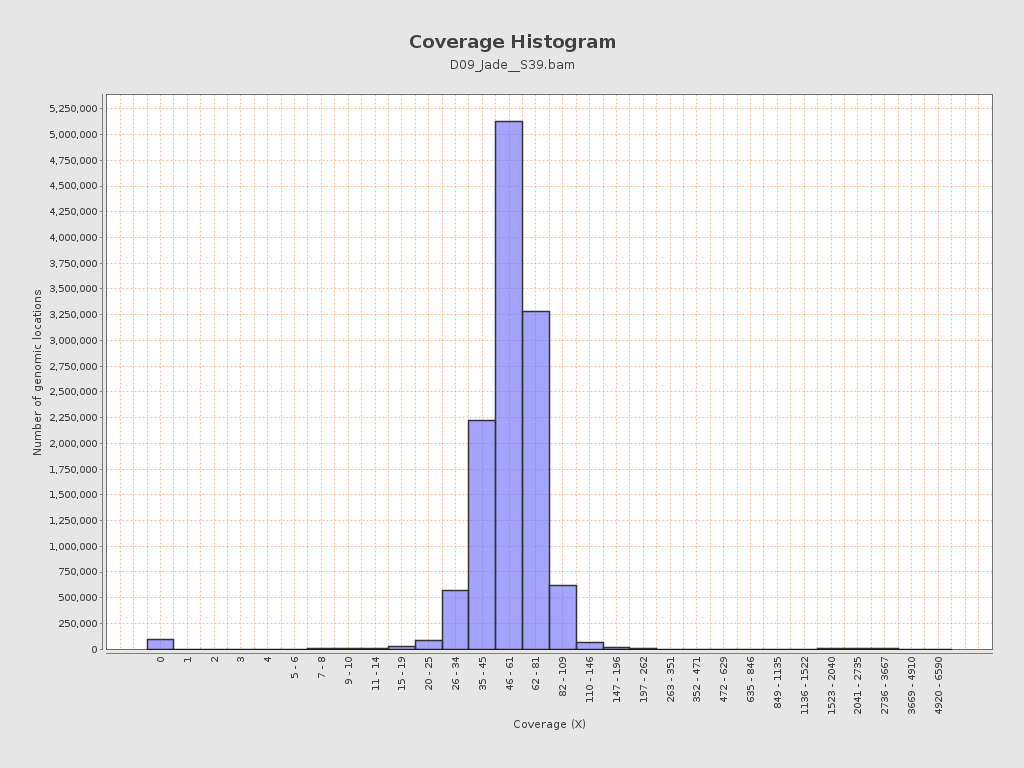 Coverage Histogram
D09_Jade__S39.bam
Number of genomic locations
5,250,000
5,000,000
4,750,000
4,500,000
4,250,000
4,000,000
3,750,000
3,500,000
3,250,000
3,000,000
2,750,000
2,500,000
2,250,000
2,000,000
1,750,000
1,500,000
1,250,000
1,000,000
750,000
500,000
250,000
0
0
1
2
3
4
5 - 6
7 - 8
9 - 10
11 - 14
15 - 19
20 - 25
26 - 34
35 - 45
46 - 61
62 - 81
82 - 109
110 - 146
147 - 196
197 - 262
263 - 351
352 - 471
472 - 629
635 - 846
849 - 1135
1136 - 1522
1523 - 2040
2041 - 2735
2736 - 3667
3669 - 4910
4920 - 6590
Coverage (X)